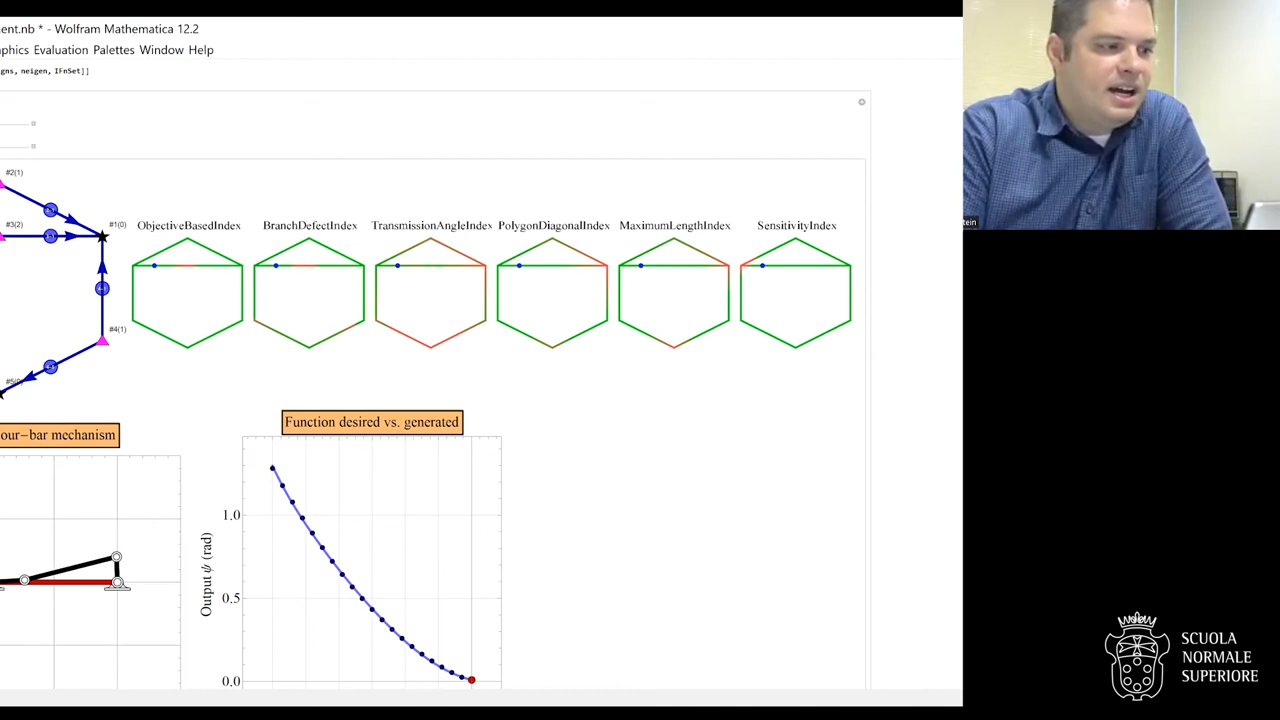 ent.nb * - Wolfram Mathematica 12.2
phics Evaluation Palettes Window Help
gns, neigen, IFnSet]]
#2(1)
#3(2)
#1(0)
ObjectiveBasedIndex
BranchDefectIndex
TransmissionAngleIndex
PolygonDiagonalIndex
MaximumLengthIndex
SensitivityIndex
#4(1)
our-bar mechanism
Function desired vs. generated
1.0
0.5
0.0
Output ψ (rad)
tein
SCUOLA
NORMALE
SUPERIORE